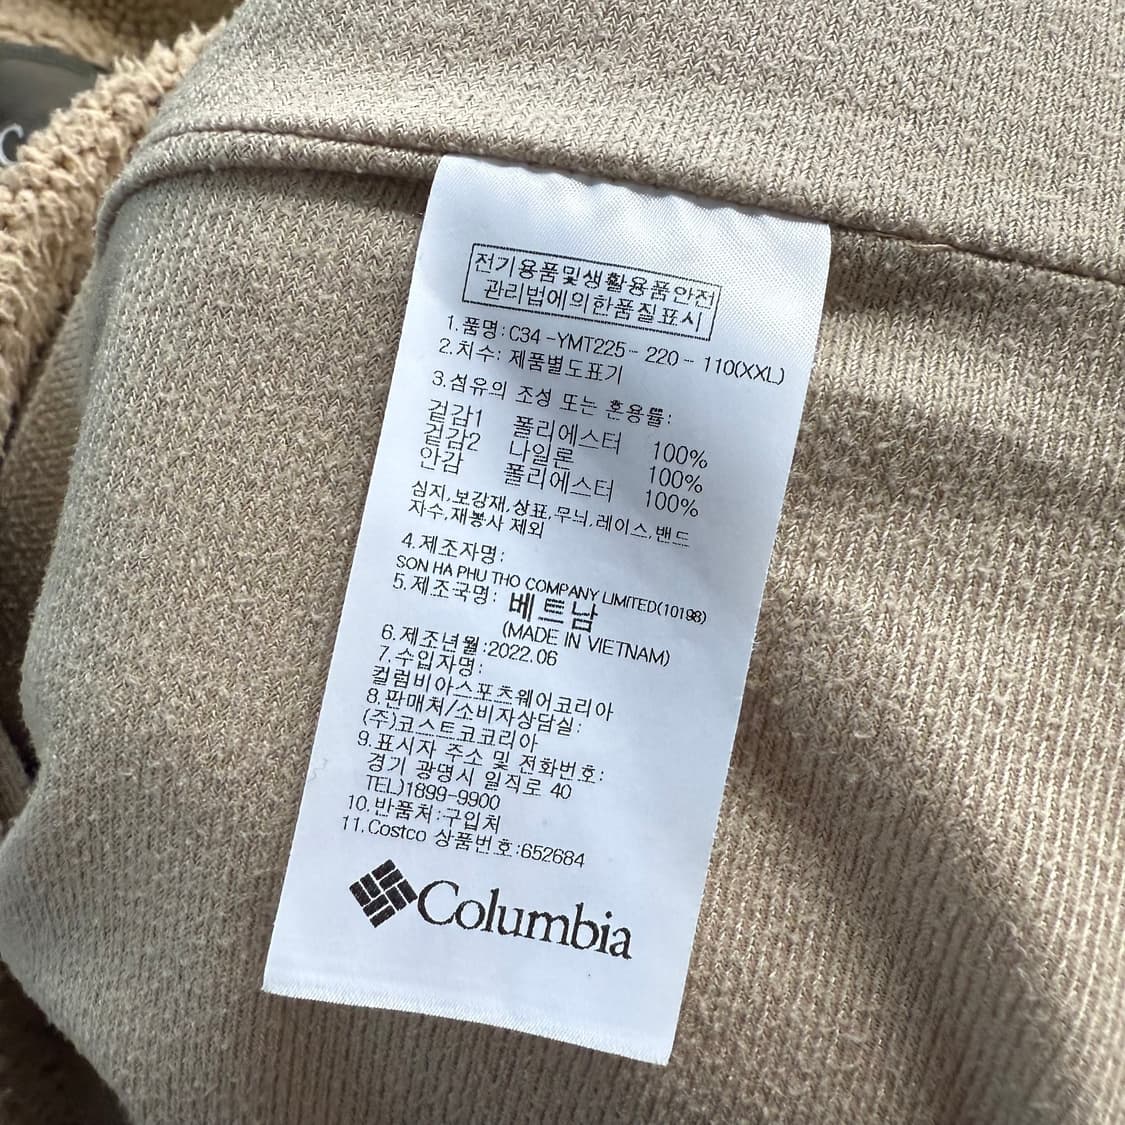 전기용품및생활용품안전
관리법에의한품질표시
1.품명:C34-YMT225-220-110(XXL)
2.치수: 제품별도표기
3.섬유의 조성 또는 혼용률:
겉감1 폴리에스터 100%
겉감2 나일론 100%
안감 폴리에스터 100%
심지,보강재,상표,무늬,레이스,밴드
자수,재봉사 제외
4.제조자명:
SON HA PHU THO COMPANY LIMITED(10198)
5.제조국명: 베트남
(MADE IN VIETNAM)
6.제조년월:2022.06
7.수입자명:
컬럼비아스포츠웨어코리아
8.판매처/소비자상담실:
(주)코스트코코리아
9.표시자 주소 및 전화번호:
경기 광명시 일직로 40
TEL)1899-9900
10.반품처:구입처
11.Costco 상품번호:652684
Columbia